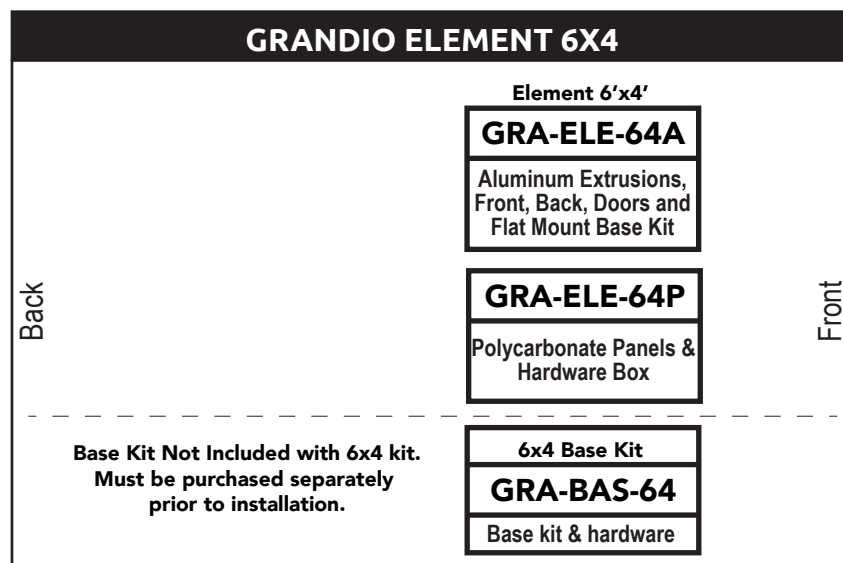 GRANDIO ELEMENT 6X4
Element 6’x4’
GRA-ELE-64A
Aluminum Extrusions,
Front, Back, Doors and
Flat Mount Base Kit
Back
Front
GRA-ELE-64P
Polycarbonate Panels &
Hardware Box
Base Kit Not Included with 6x4 kit.
Must be purchased separately
prior to installation.
6x4 Base Kit
GRA-BAS-64
Base kit & hardware